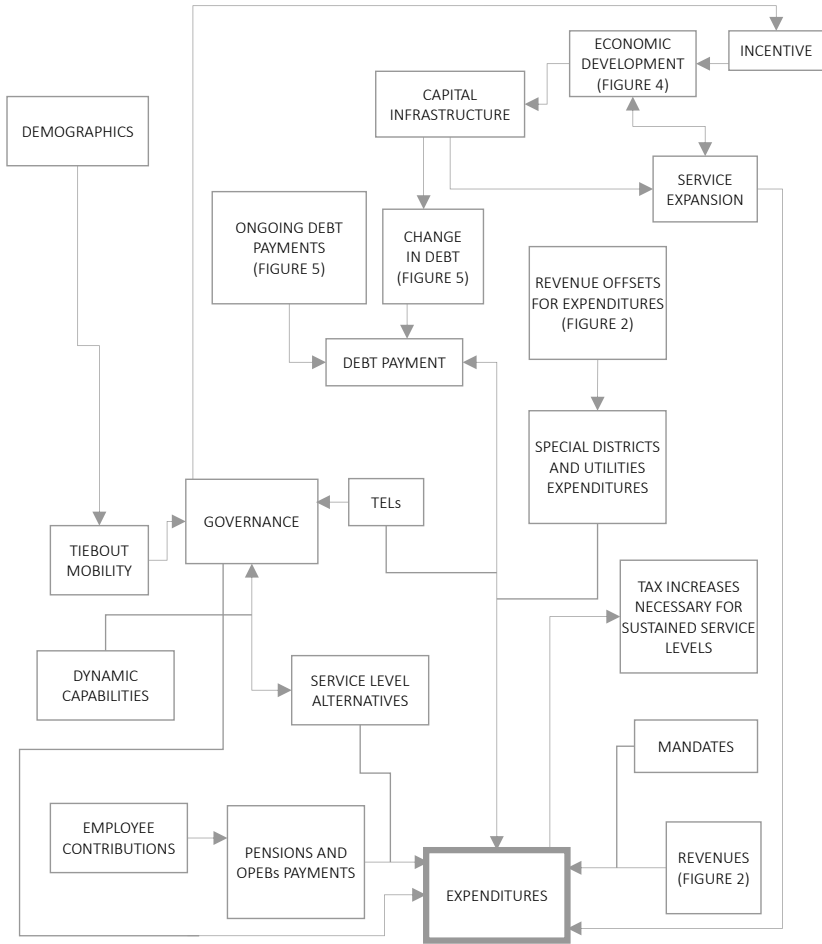 ECONOMIC
DEVELOPMENT
(FIGURE 4)
INCENTIVE
CAPITAL
INFRASTRUCTURE
DEMOGRAPHICS
SERVICE
EXPANSION
ONGOING DEBT
PAYMENTS
(FIGURE 5)
CHANGE
IN DEBT
(FIGURE 5)
REVENUE OFFSETS
FOR EXPENDITURES
(FIGURE 2)
DEBT PAYMENT
SPECIAL DISTRICTS
AND UTILITIES
EXPENDITURES
TELs
GOVERNANCE
TIEBOUT
MOBILITY
TAX INCREASES
NECESSARY FOR
SUSTAINED SERVICE
LEVELS
DYNAMIC
CAPABILITIES
SERVICE LEVEL
ALTERNATIVES
MANDATES
EMPLOYEE
CONTRIBUTIONS
PENSIONS AND
OPEBs PAYMENTS
EXPENDITURES
REVENUES
(FIGURE 2)